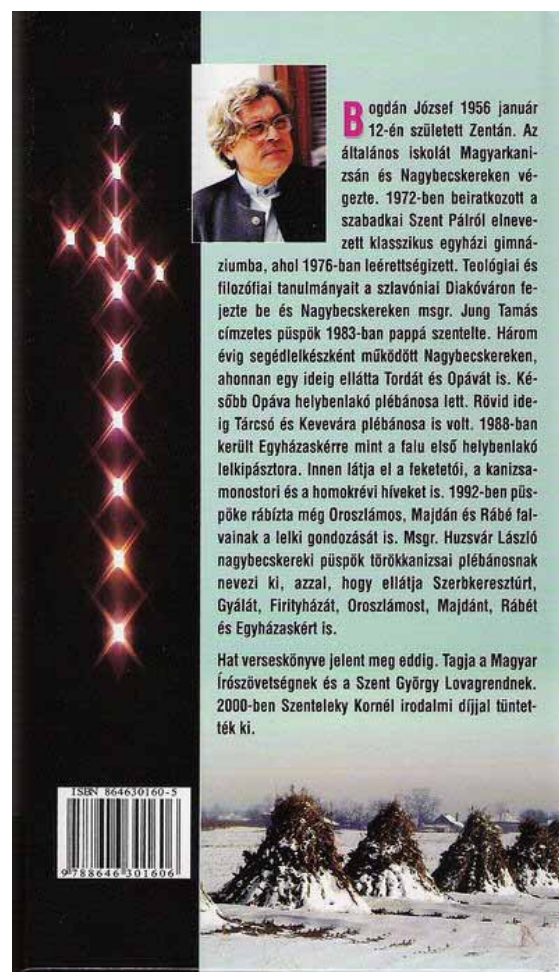 Bogdán József 1956 január
12-én született Zentán. Az
általános iskolát Magyarkani-
zsán és Nagybecskereken vé-
gezte. 1972-ben beiratkozott a
szabadkai Szent Pálról elneve-
zett klasszikus egyházi gimná-
ziumba, ahol 1976-ban leérettségizett. Teológiai és
filozófiai tanulmányait a szlavóniai Diakóváron fe-
jezte be és Nagybecskereken msgr. Jung Tamás
címzetes püspök 1983-ban pappá szentelte. Három
évig segédlelkészként működött Nagybecskereken,
ahonnan egy ideig ellátta Tordát és Opávát is. Ké-
sőbb Opáva helybenlakó plébánosa lett. Rövid ide-
ig Tárcsó és Kevevára plébánosa is volt. 1988-ban
került Egyházaskérre mint a falu első helybenlakó
lelkipásztora. Innen látja el a feketetói, a kanizsa-
monostori és a homokrévi híveket is. 1992-ben püs-
pöke rábízta még Oroszlámos, Majdán és Rábé fal-
vainak a lelki gondozását is. Msgr. Huzsvár László
nagybecskereki püspök törökkanizsai plébánosnak
nevezi ki, azzal, hogy ellátja Szerbkeresztúrt,
Gyálát, Firityházát, Oroszlámost, Majdánt, Rábét
és Egyházaskért is.
Hat verseskönyve jelent meg eddig. Tagja a Magyar
Írószövetségnek és a Szent György Lovagrendnek.
2000-ben Szenteleky Kornél irodalmi díjjal tüntet-
ték ki.
ISBN 864630160-5
9 788646 301606